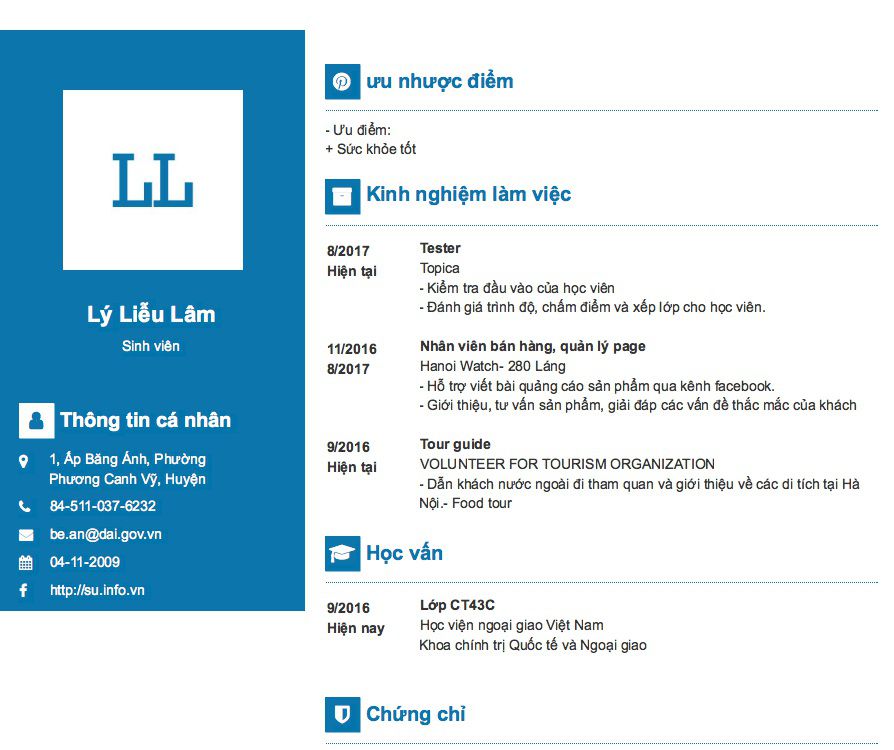 LL
Lý Liễu Lâm
Sinh viên
Thông tin cá nhân
1, Ấp Băng Ánh, Phường
Phương Canh Vỹ, Huyện
84-511-037-6232
be.an@dai.gov.vn
04-11-2009
http://su.info.vn
ưu nhược điểm
- Ưu điểm:
+ Sức khỏe tốt
Kinh nghiệm làm việc
8/2017
Hiện tại
Tester
Topica
- Kiểm tra đầu vào của học viên
- Đánh giá trình độ, chấm điểm và xếp lớp cho học viên.
11/2016
8/2017
Nhân viên bán hàng, quản lý page
Hanoi Watch- 280 Láng
- Hỗ trợ viết bài quảng cáo sản phẩm qua kênh facebook.
- Giới thiệu, tư vấn sản phẩm, giải đáp các vấn đề thắc mắc của khách
9/2016
Hiện tại
Tour guide
VOLUNTEER FOR TOURISM ORGANIZATION
- Dẫn khách nước ngoài đi tham quan và giới thiệu về các di tích tại Hà
Nội.- Food tour
Học vấn
9/2016
Hiện nay
Lớp CT43C
Học viện ngoại giao Việt Nam
Khoa chính trị Quốc tế và Ngoại giao
Chứng chỉ